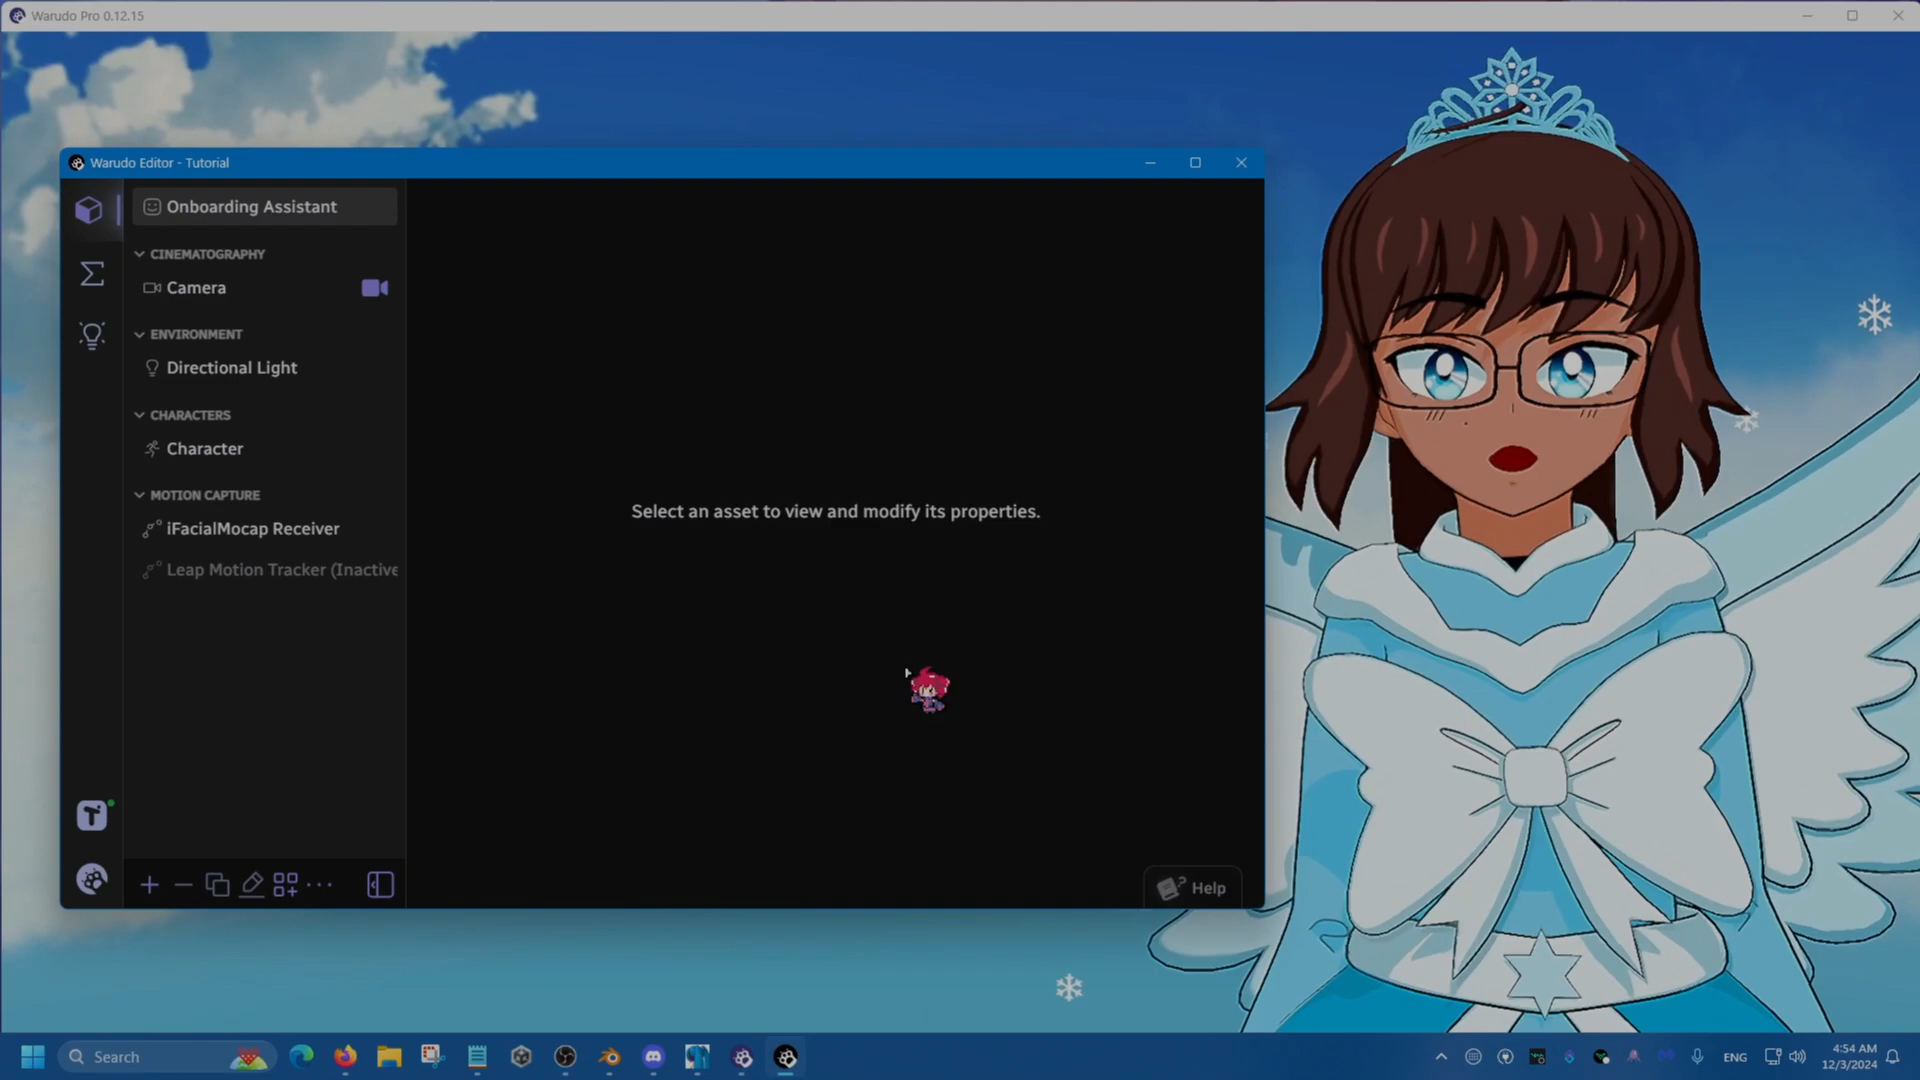 Warudo Pro 0.12.15
Warudo Editor - Tutorial
Onboarding Assistant
CINEMATOGRAPHY
Camera
ENVIRONMENT
Directional Light
CHARACTERS
Character
MOTION CAPTURE
iFacialMocap Receiver
Leap Motion Tracker (Inactive
Select an asset to view and modify its properties.
Help
Search
ENG
4:54 AM
12/3/2024